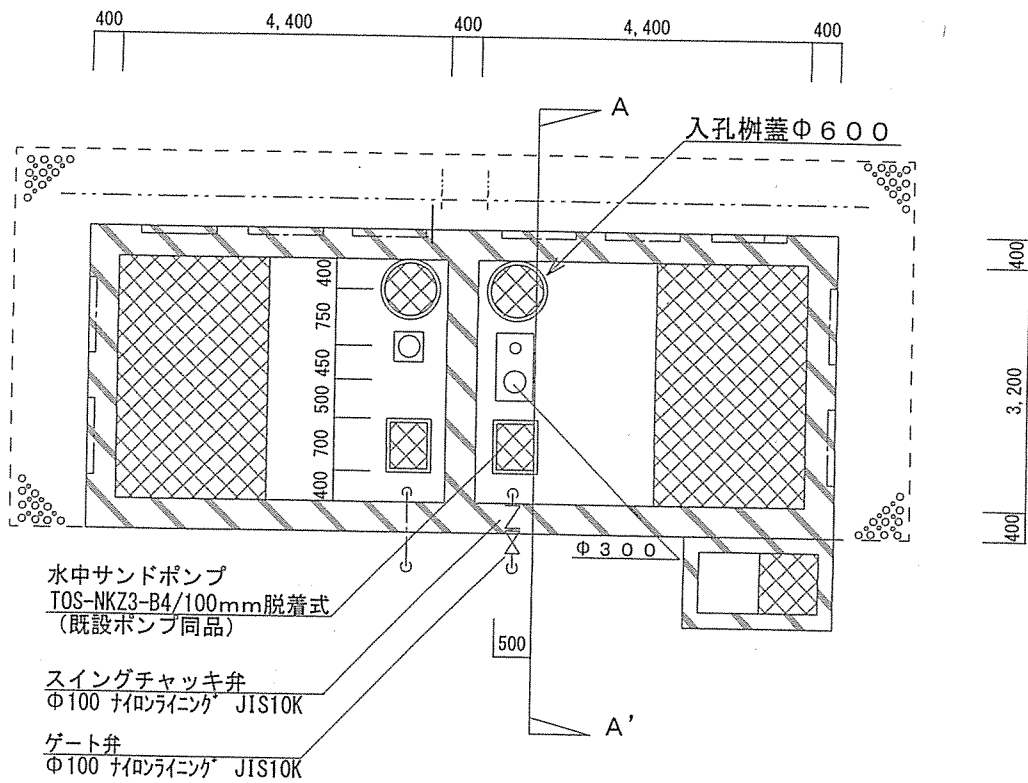 400
4,400
400
4,400
400
A
入孔桝蓋Φ600
400
750
450
500
700
400
400
3,200
400
Φ300
水中サンドポンプ
TOS-NKZ3-B4/100mm脱着式
(既設ポンプ同品)
500
スイングチャッキ弁
Φ100 ﾅｲﾛﾝﾗｲﾆﾝｸﾞ JIS10K
A'
ゲート弁
Φ100 ﾅｲﾛﾝﾗｲﾆﾝｸﾞ JIS10K